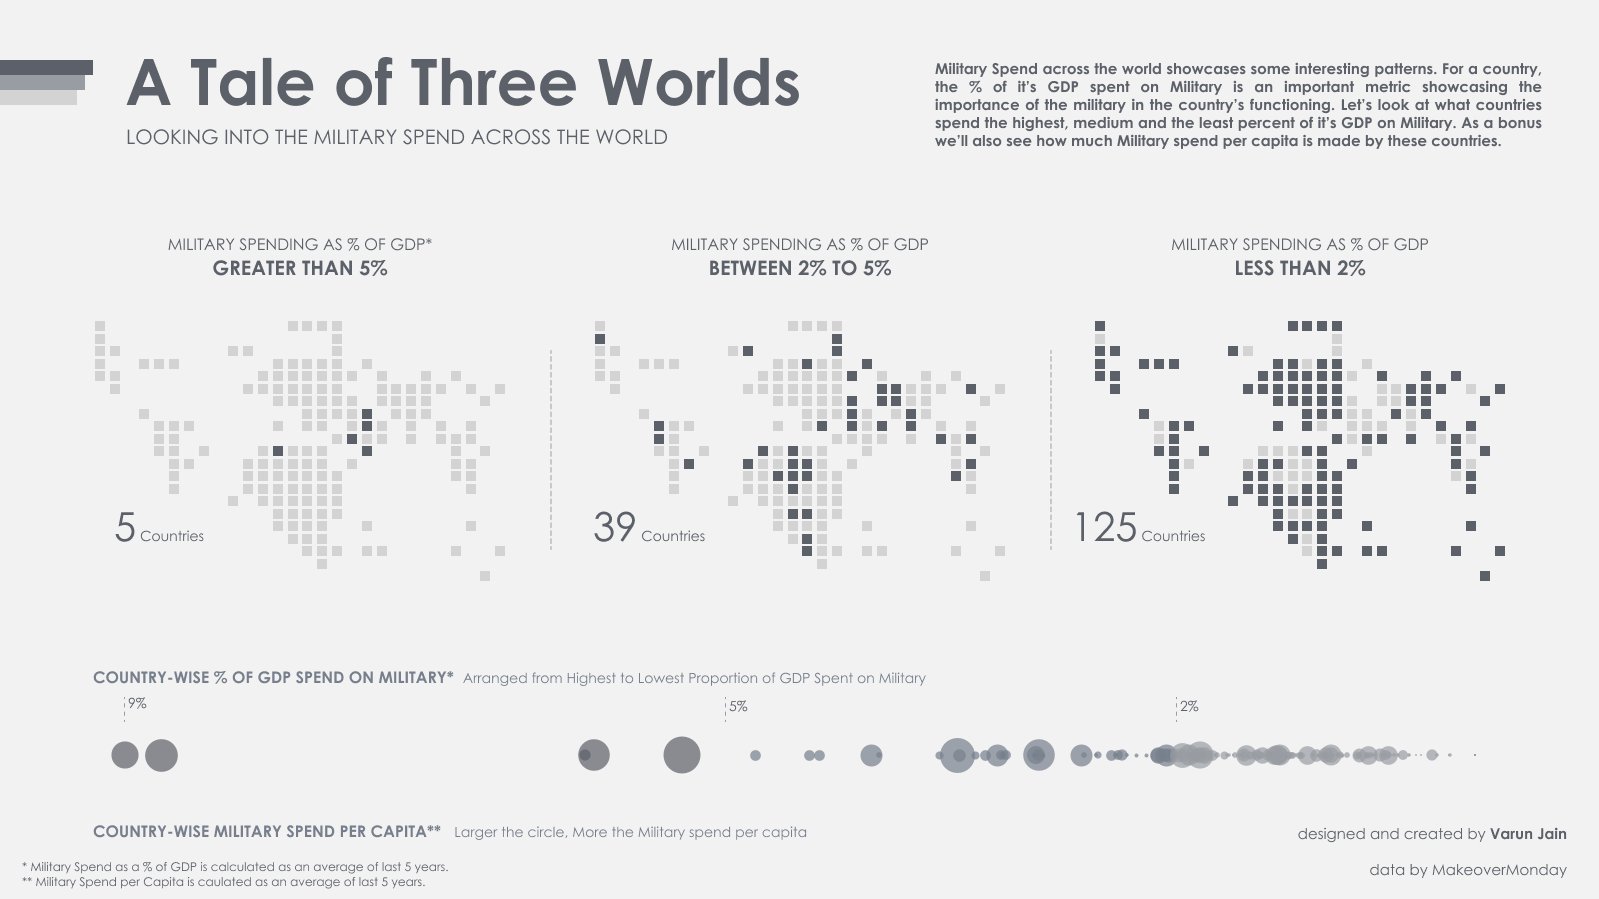 A Tale of Three Worlds
LOOKING INTO THE MILITARY SPEND ACROSS THE WORLD
Military Spend across the world showcases some interesting patterns. For a country,
the % of it's GDP spent on Military is an important metric showcasing the
importance of the military in the country's functioning. Let's look at what countries
spend the highest, medium and the least percent of it's GDP on Military. As a bonus
we'll also see how much Military spend per capita is made by these countries.
MILITARY SPENDING AS % OF GDP*
GREATER THAN 5%
MILITARY SPENDING AS % OF GDP
BETWEEN 2% TO 5%
MILITARY SPENDING AS % OF GDP
LESS THAN 2%
5 Countries
39 Countries
125 Countries
COUNTRY-WISE % OF GDP SPEND ON MILITARY* Arranged from Highest to Lowest Proportion of GDP Spent on Military
9%
5%
2%
COUNTRY-WISE MILITARY SPEND PER CAPITA** Larger the circle, More the Military spend per capita
designed and created by Varun Jain
* Military Spend as a % of GDP is calculated as an average of last 5 years.
** Military Spend per Capita is caulated as an average of last 5 years.
data by MakeoverMonday